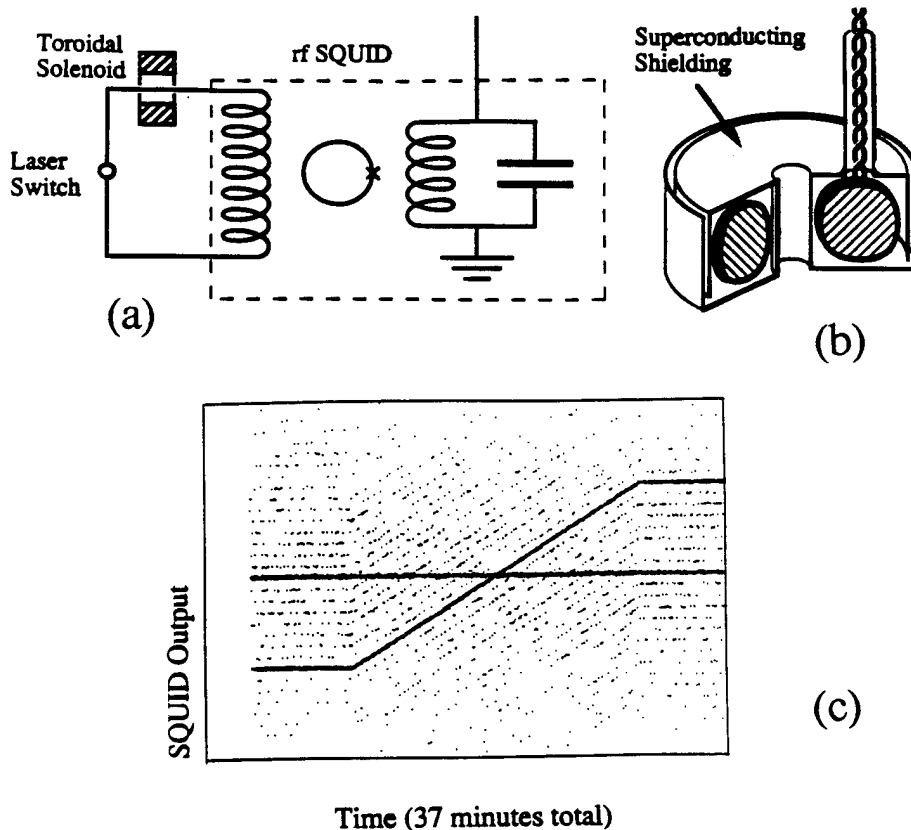 Toroidal
Solenoid
rf SQUID
Laser
Switch
(a)
Superconducting
Shielding
(b)
SQUID Output
(c)
Time (37 minutes total)